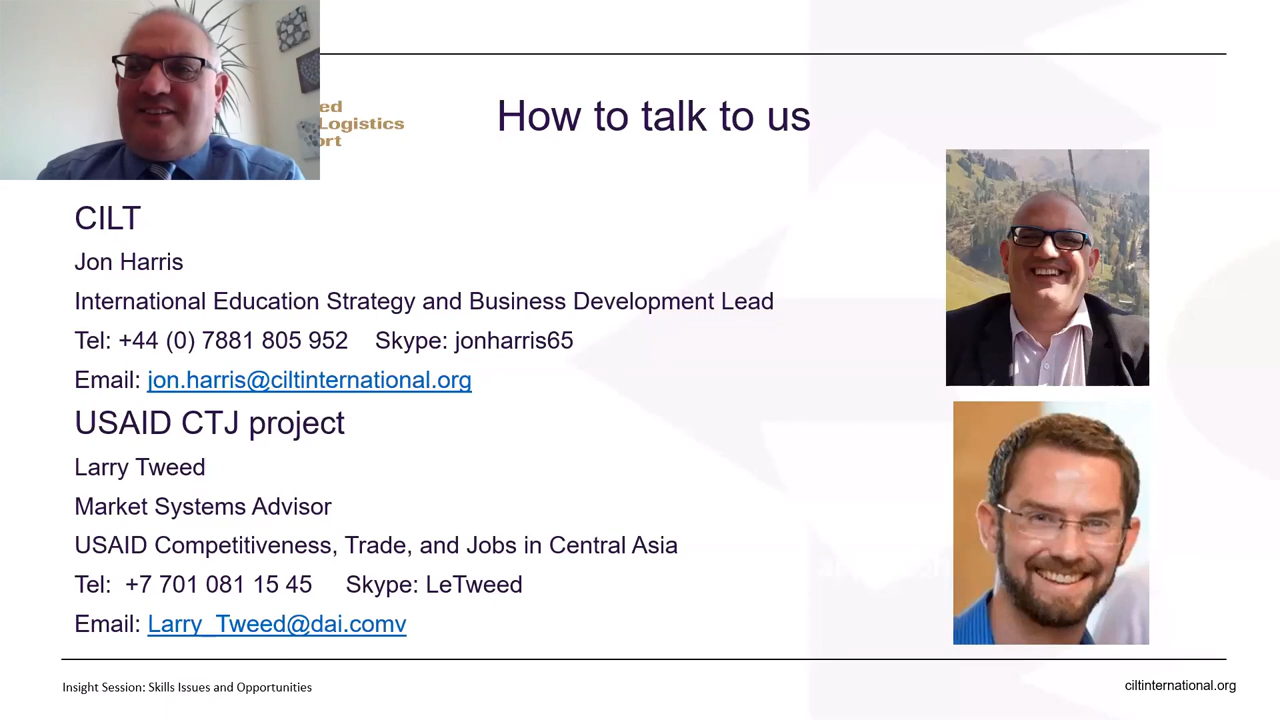 ed
Logistics
ort
How to talk to us
CILT
Jon Harris
International Education Strategy and Business Development Lead
Tel: +44 (0) 7881 805 952 Skype: jonharris65
Email: jon.harris@ciltinternational.org
USAID CTJ project
Larry Tweed
Market Systems Advisor
USAID Competitiveness, Trade, and Jobs in Central Asia
Tel: +7 701 081 15 45 Skype: LeTweed
Email: Larry_Tweed@dai.comv
Insight Session: Skills Issues and Opportunities
ciltinternational.org